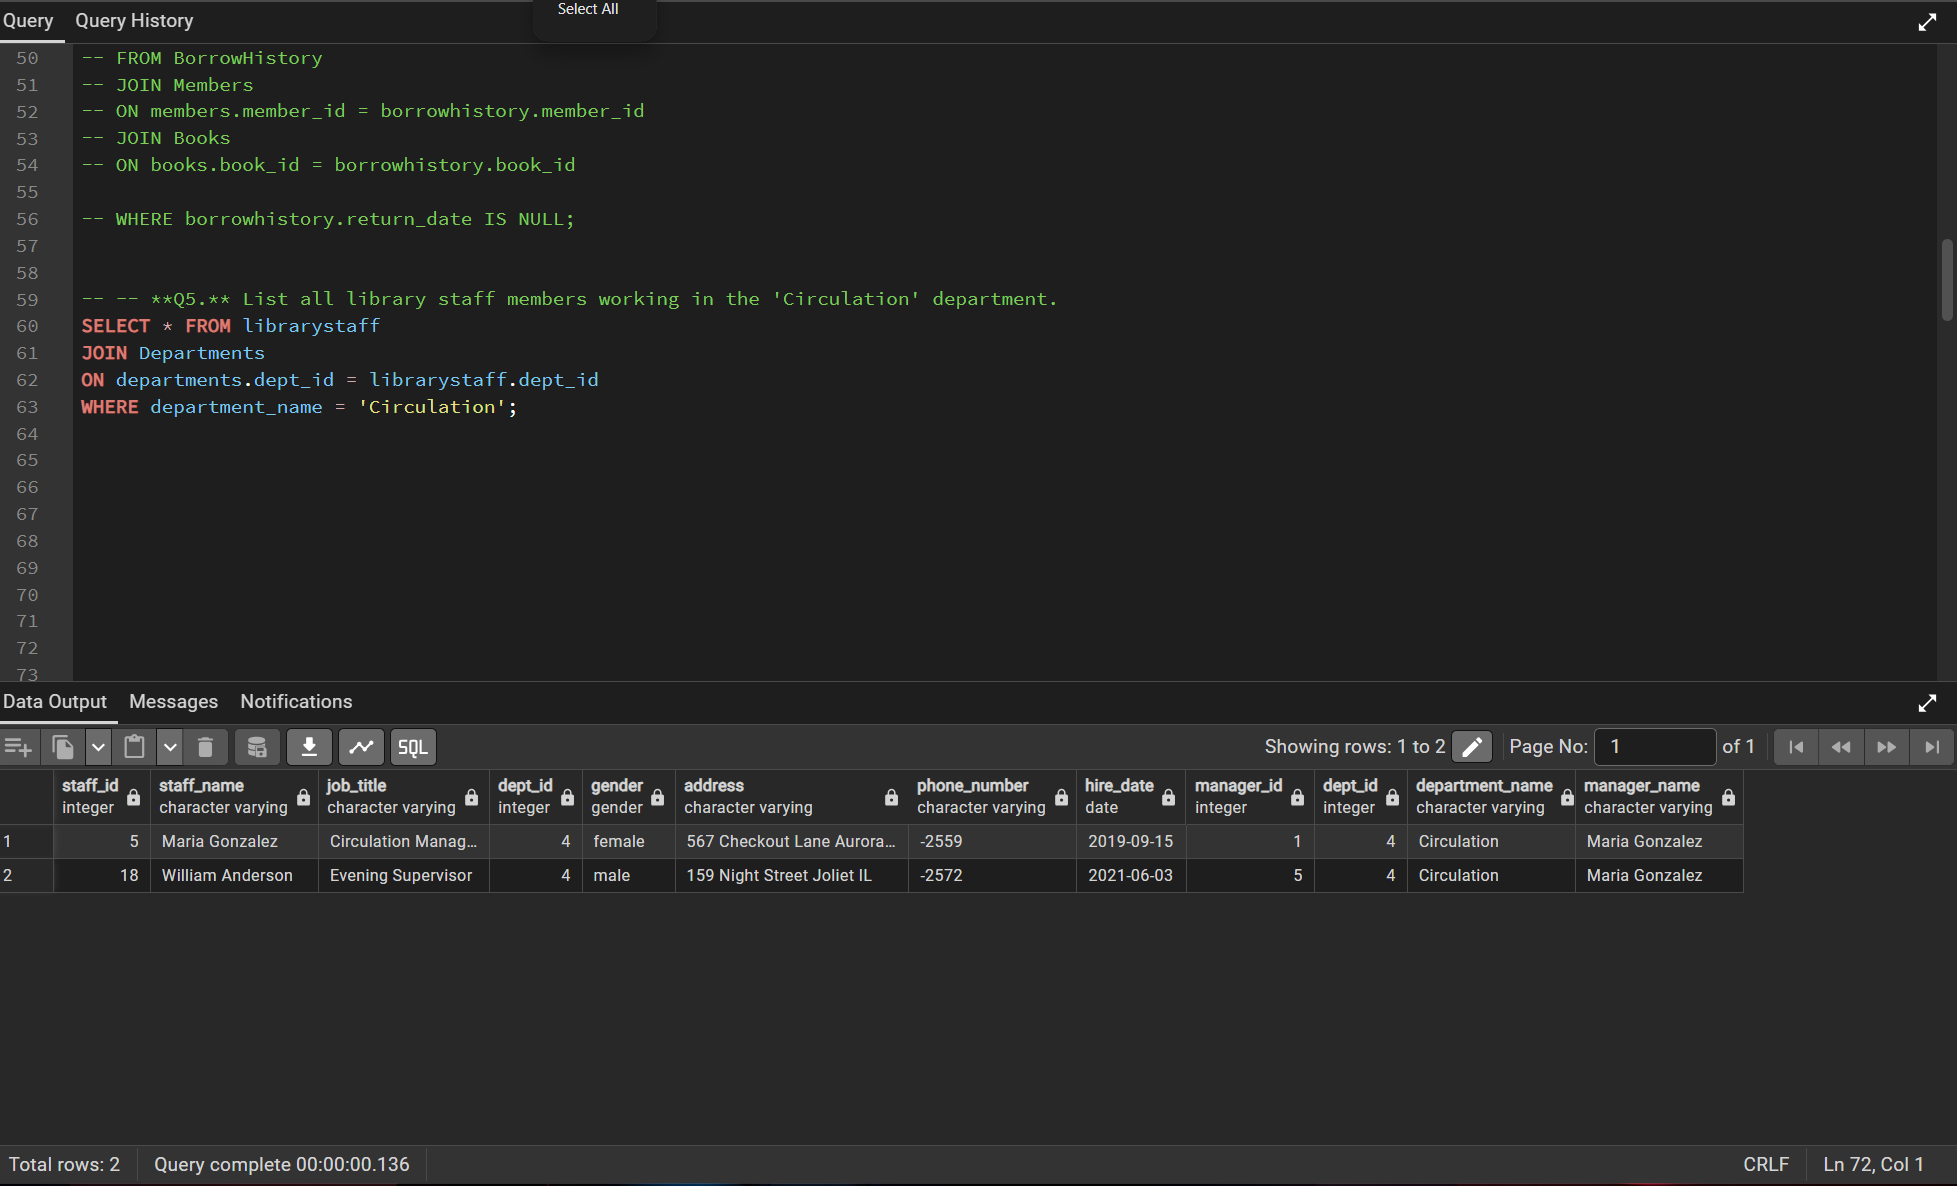 Select All
Query Query History
50 -- FROM BorrowHistory
51 -- JOIN Members
52 -- ON members.member_id = borrowhistory.member_id
53 -- JOIN Books
54 -- ON books.book_id = borrowhistory.book_id
55
56 -- WHERE borrowhistory.return_date IS NULL;
57
58
59 -- -- **Q5.** List all library staff members working in the 'Circulation' department.
60 SELECT * FROM librarystaff
61 JOIN Departments
62 ON departments.dept_id = librarystaff.dept_id
63 WHERE department_name = 'Circulation';
64
65
66
67
68
69
70
71
72
73
Data Output Messages Notifications
SQL Showing rows: 1 to 2 Page No: 1 of 1
staff_id staff_name job_title dept_id gender address phone_number hire_date manager_id dept_id department_name manager_name
integer character varying character varying integer gender character varying character varying date integer integer character varying character varying
1 5 Maria Gonzalez Circulation Manag... 4 female 567 Checkout Lane Aurora... -2559 2019-09-15 1 4 Circulation Maria Gonzalez
2 18 William Anderson Evening Supervisor 4 male 159 Night Street Joliet IL -2572 2021-06-03 5 4 Circulation Maria Gonzalez
Total rows: 2 Query complete 00:00:00.136 CRLF Ln 72, Col 1